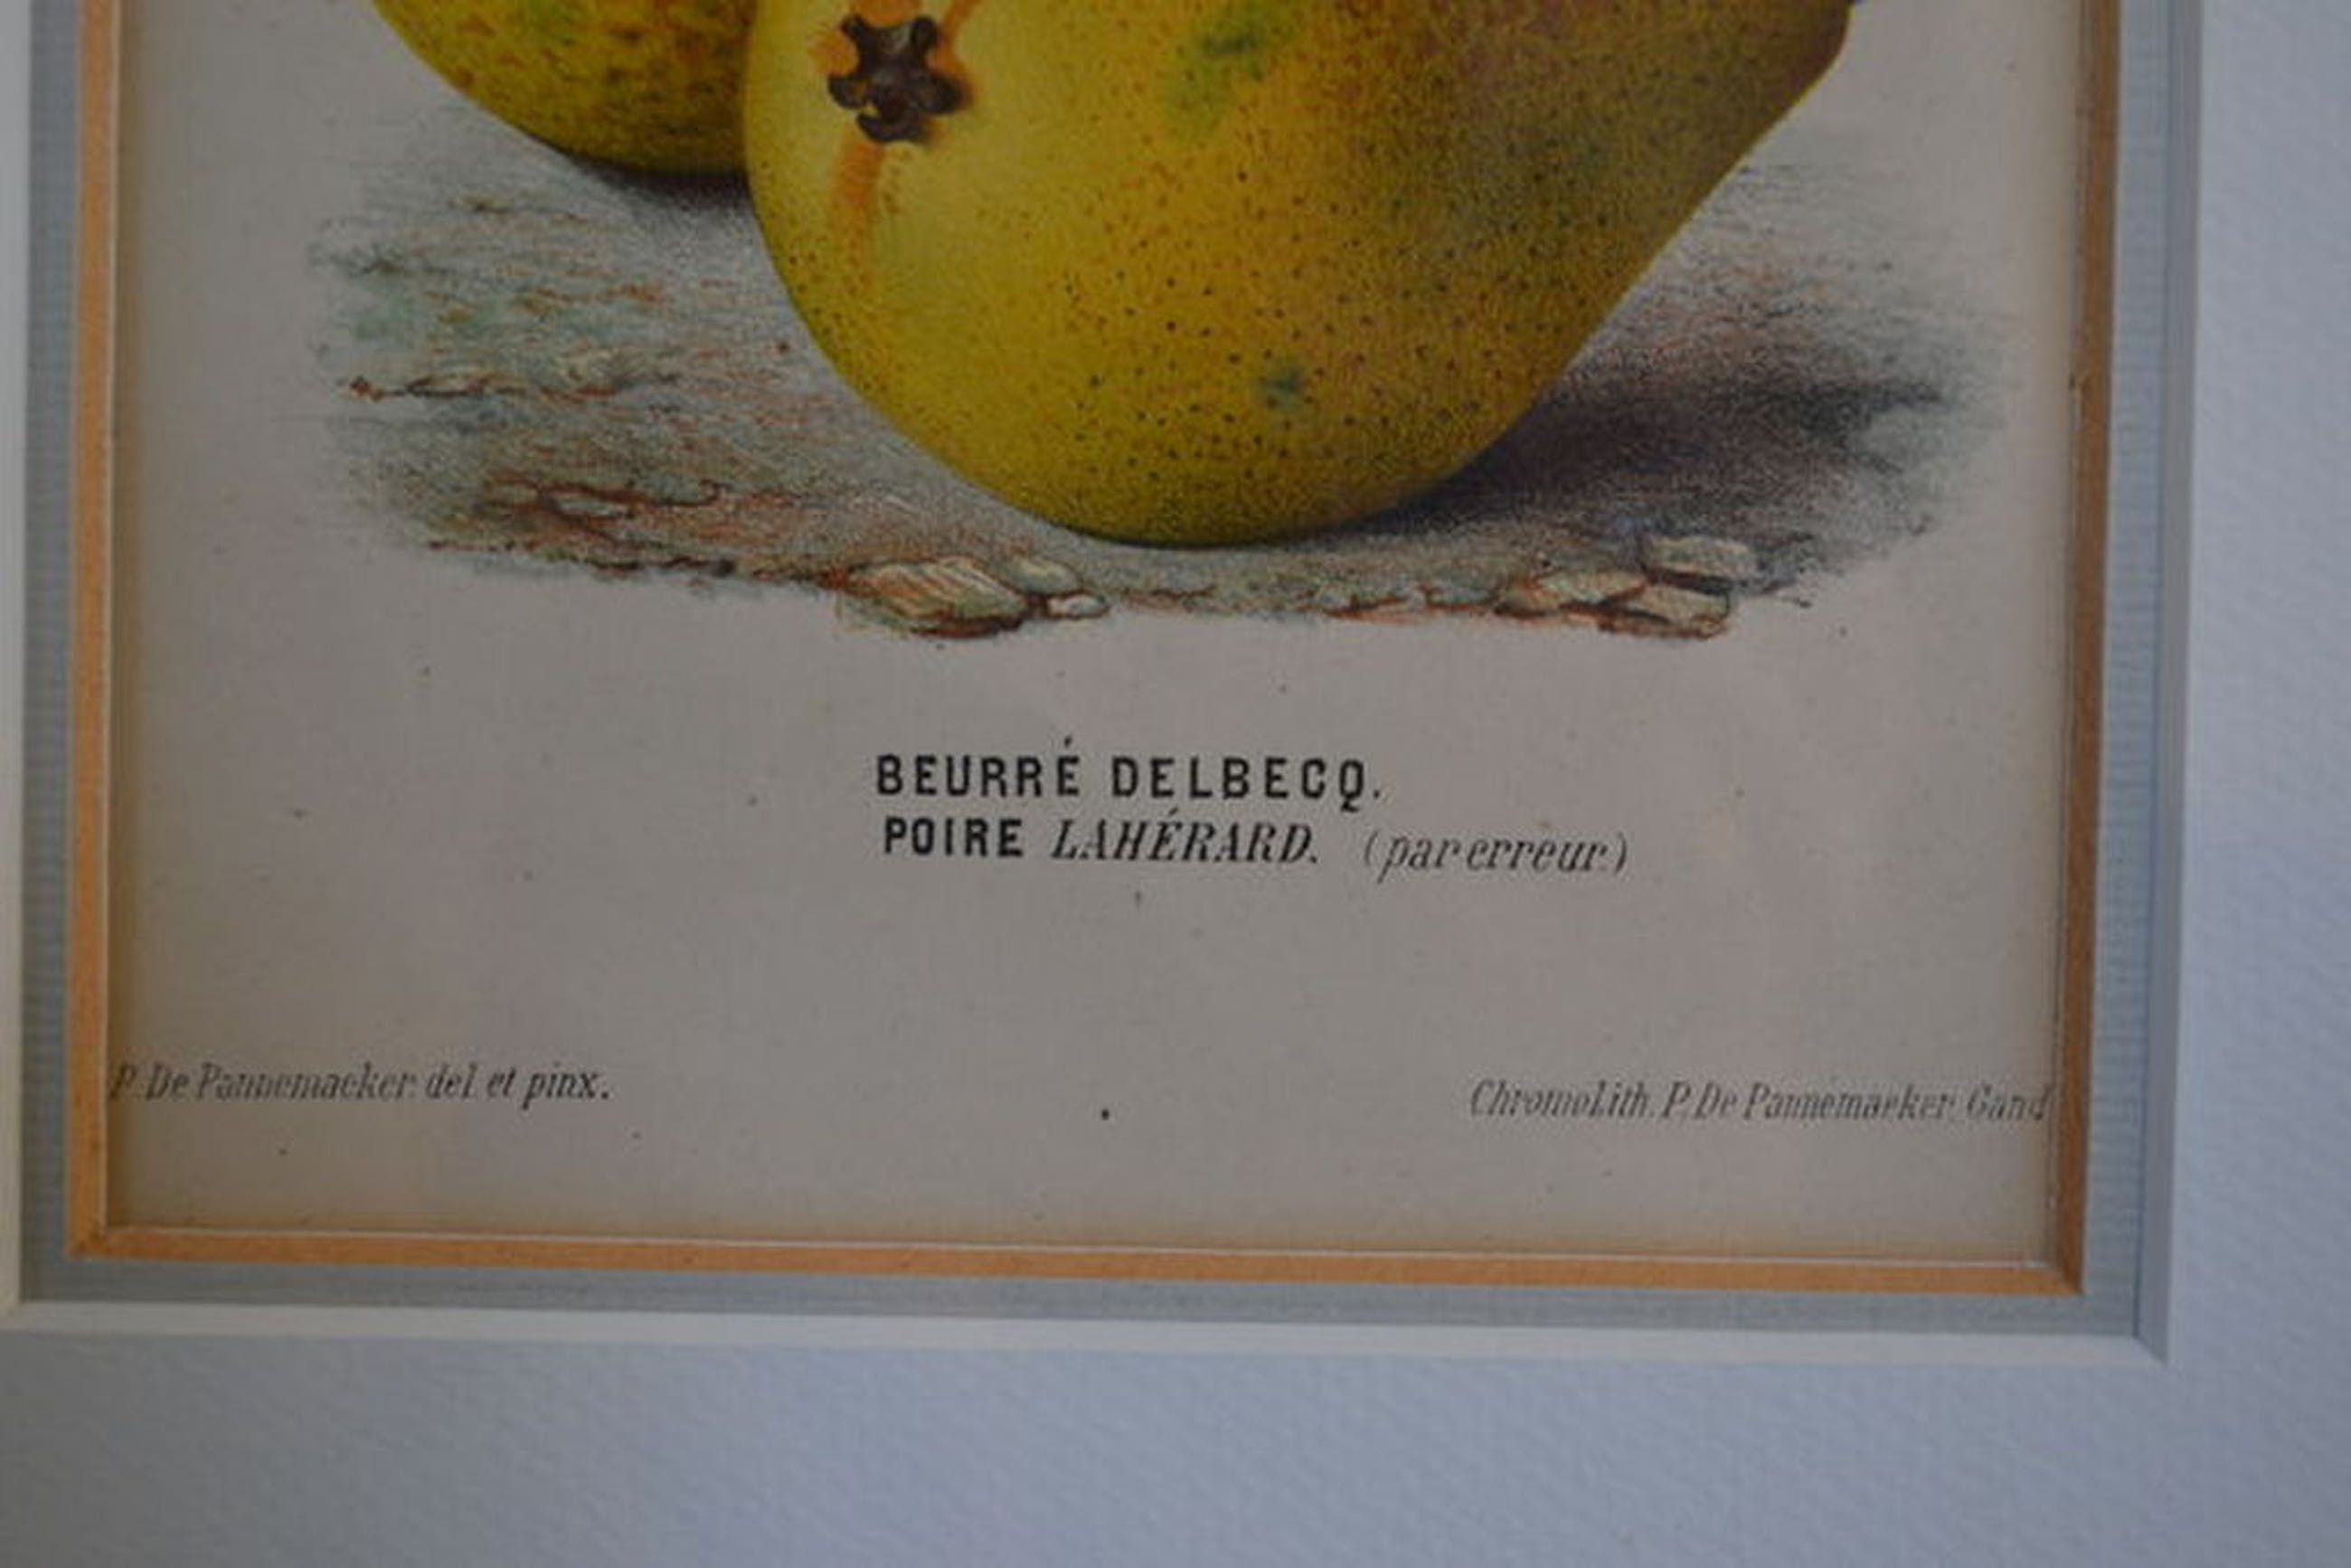 BEURRÉ DELBECQ.
POIRE LAHÉRARD. (par erreur.)
P. De Pannemaeker. del. et pinx.
ChromoLith. P. De Pannemaeker. Gand